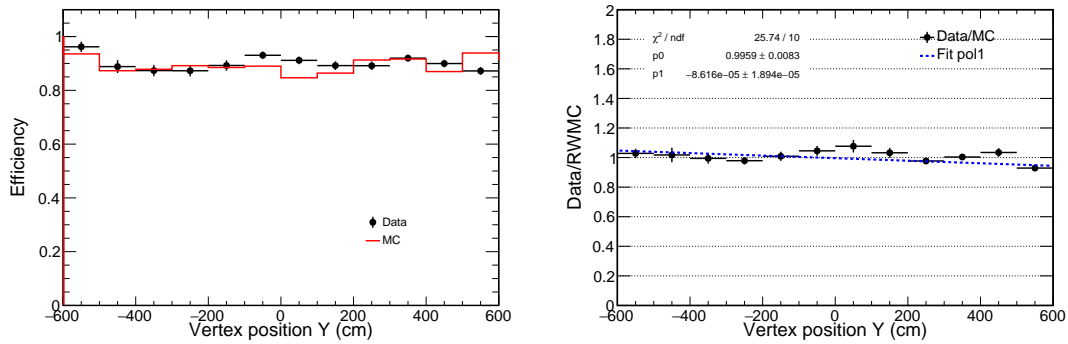 1
0.8
0.6
0.4
0.2
0
Efficiency
Data
MC
−600 −400 −200 0 200 400 600
Vertex position Y (cm)
2
1.8
1.6
1.4
1.2
1
0.8
0.6
0.4
0.2
0
Data/RWMC
χ² / ndf 25.74 / 10
p0 0.9959 ± 0.0083
p1 -8.616e-05 ± 1.894e-05
Data/MC
Fit pol1
−600 −400 −200 0 200 400 600
Vertex position Y (cm)